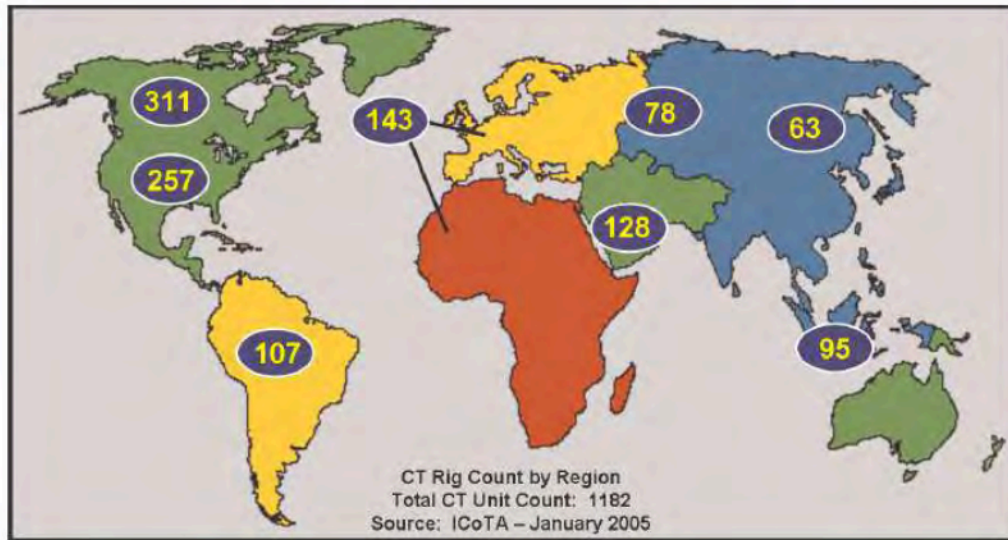 311
257
143
78
63
128
107
95
CT Rig Count by Region
Total CT Unit Count: 1182
Source: ICoTA – January 2005